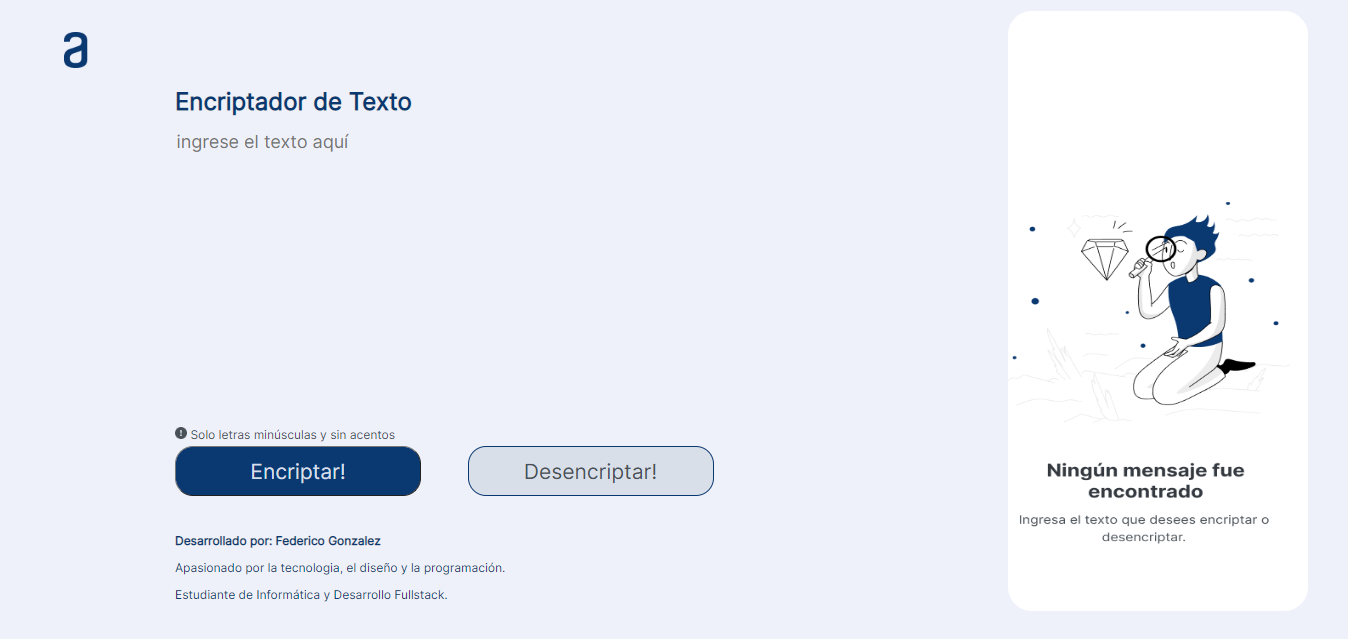 a
Encriptador de Texto
ingrese el texto aquí
Solo letras minúsculas y sin acentos
Encriptar!
Desencriptar!
Desarrollado por: Federico Gonzalez
Apasionado por la tecnologia, el diseño y la programación.
Estudiante de Informática y Desarrollo Fullstack.
Ningún mensaje fue
encontrado
Ingresa el texto que desees encriptar o
desencriptar.